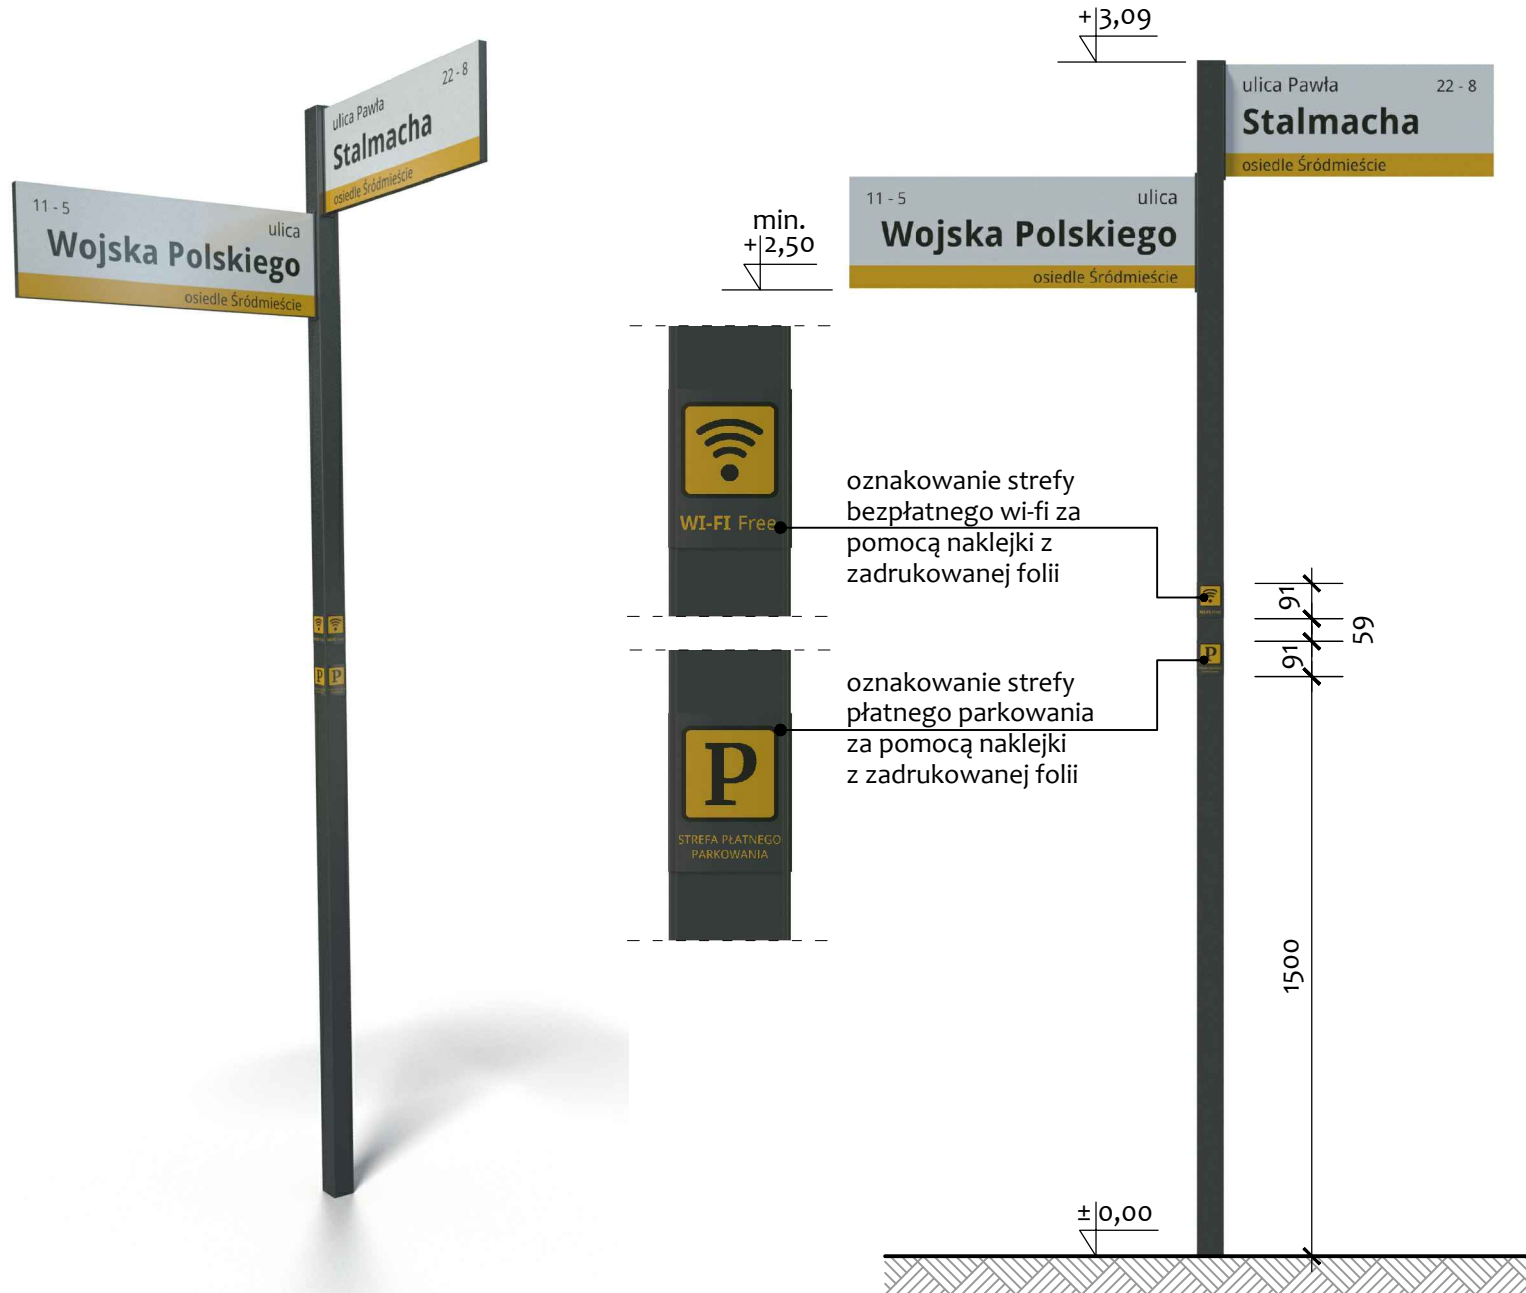 22 - 8
ulica Pawła
Stalmacha
osiedle Śródmieście
11 - 5
ulica
Wojska Polskiego
osiedle Śródmieście
P P
+3,09
ulica Pawła 22 - 8
Stalmacha
osiedle Śródmieście
11 - 5 ulica
Wojska Polskiego
osiedle Śródmieście
min.
+2,50
WI-FI Free
oznakowanie strefy
bezpłatnego wi-fi za
pomocą naklejki z
zadrukowanej folii
P
STREFA PŁATNEGO
PARKOWANIA
oznakowanie strefy
płatnego parkowania
za pomocą naklejki
z zadrukowanej folii
P
91
59
91
1500
±0,00